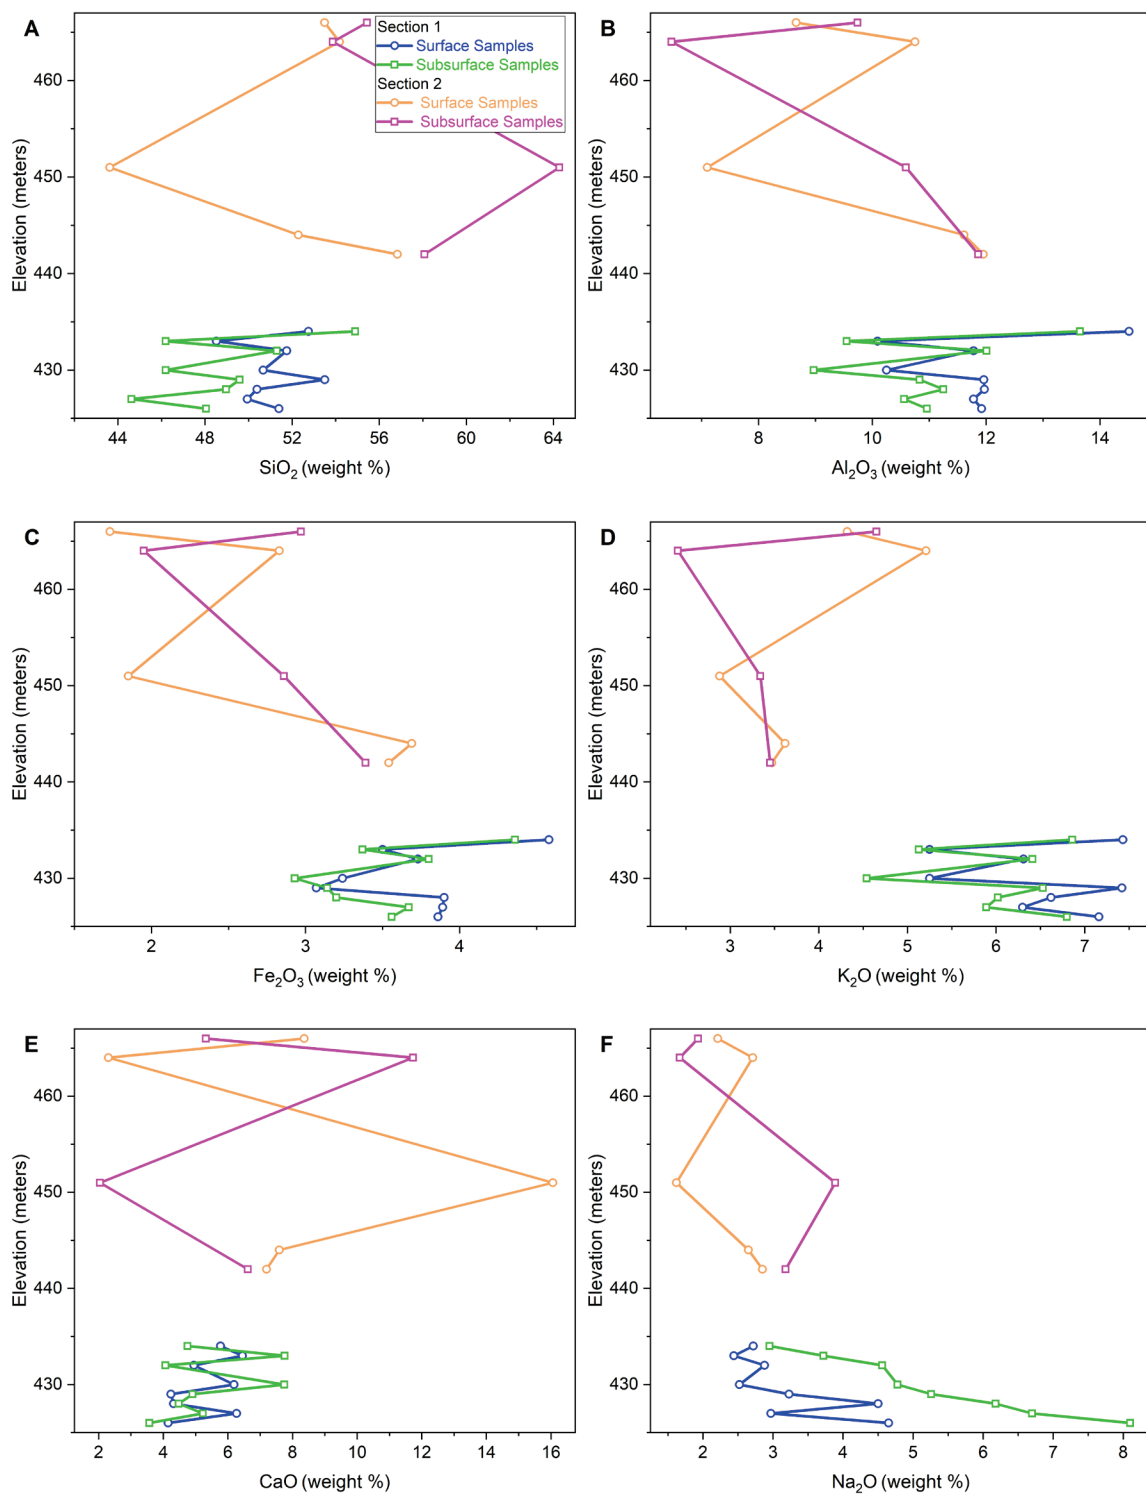 A
Section 1
Surface Samples
Subsurface Samples
Section 2
Surface Samples
Subsurface Samples
460
450
440
430
Elevation (meters)
44 48 52 56 60 64
SiO₂ (weight %)
B
460
450
440
430
Elevation (meters)
8 10 12 14
Al₂O₃ (weight %)
C
460
450
440
430
Elevation (meters)
2 3 4
Fe₂O₃ (weight %)
D
460
450
440
430
Elevation (meters)
3 4 5 6 7
K₂O (weight %)
E
460
450
440
430
Elevation (meters)
2 4 6 8 10 12 14 16
CaO (weight %)
F
460
450
440
430
Elevation (meters)
2 3 4 5 6 7 8
Na₂O (weight %)